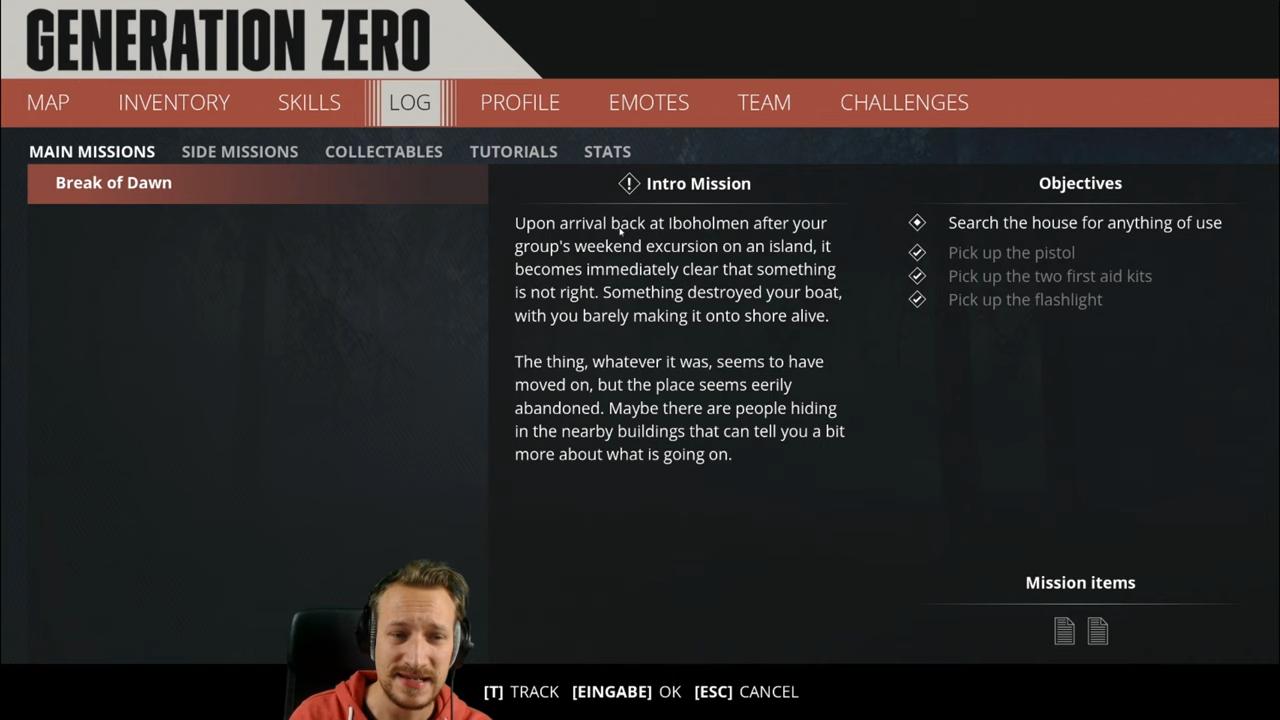 GENERATION ZERO
MAP INVENTORY SKILLS LOG PROFILE EMOTES TEAM CHALLENGES
MAIN MISSIONS SIDE MISSIONS COLLECTABLES TUTORIALS STATS
Break of Dawn
Intro Mission
Upon arrival back at Iboholmen after your
group's weekend excursion on an island, it
becomes immediately clear that something
is not right. Something destroyed your boat,
with you barely making it onto shore alive.
The thing, whatever it was, seems to have
moved on, but the place seems eerily
abandoned. Maybe there are people hiding
in the nearby buildings that can tell you a bit
more about what is going on.
Objectives
Search the house for anything of use
Pick up the pistol
Pick up the two first aid kits
Pick up the flashlight
Mission items
[T] TRACK [EINGABE] OK [ESC] CANCEL